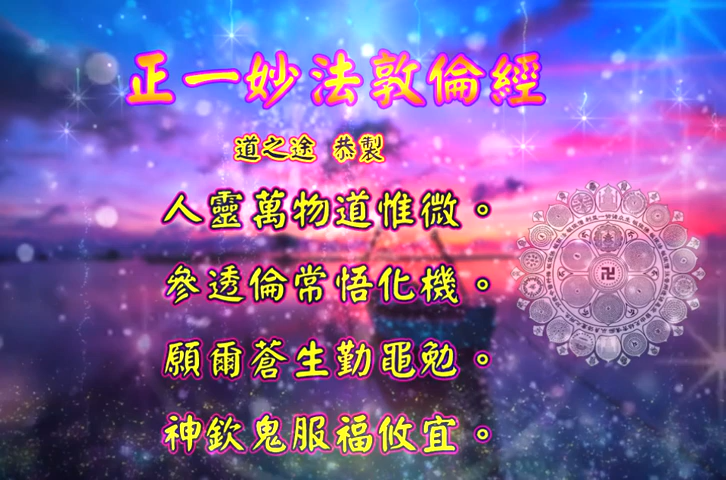 正一妙法敦倫經
道之途 恭製
人靈萬物道惟微。
參透倫常悟化機。
願爾蒼生勤黽勉。
神欽鬼服福攸宜。
卍